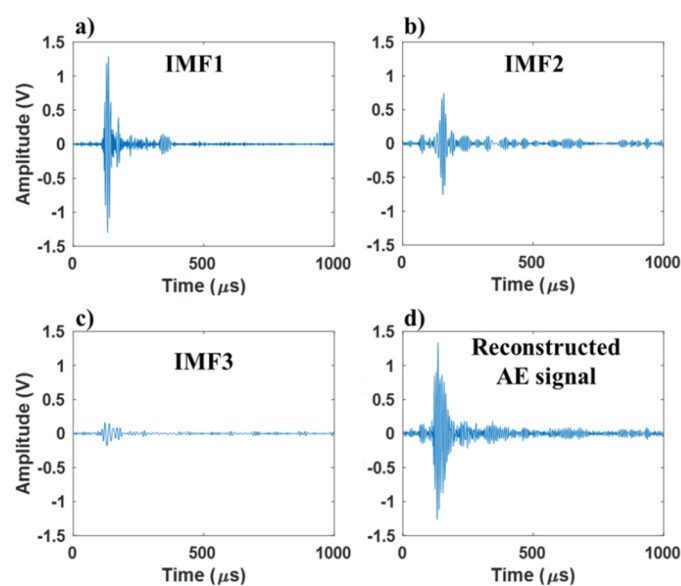 a)
IMF1
1.5
1
0.5
0
-0.5
-1
-1.5
Amplitude (V)
0
500
1000
Time (μs)
b)
IMF2
1.5
1
0.5
0
-0.5
-1
-1.5
0
500
1000
Time (μs)
c)
IMF3
1.5
1
0.5
0
-0.5
-1
-1.5
Amplitude (V)
0
500
1000
Time (μs)
d)
Reconstructed
AE signal
1.5
1
0.5
0
-0.5
-1
-1.5
0
500
1000
Time (μs)